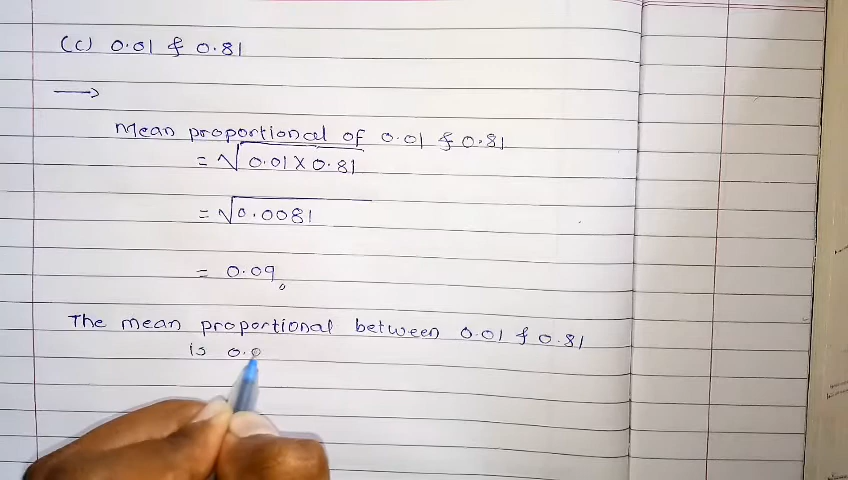 (c) 0.01 & 0.81
→
Mean proportional of 0.01 & 0.81
= √0.01 × 0.81
= √0.0081
= 0.09.
The mean proportional between 0.01 & 0.81
is 0.0